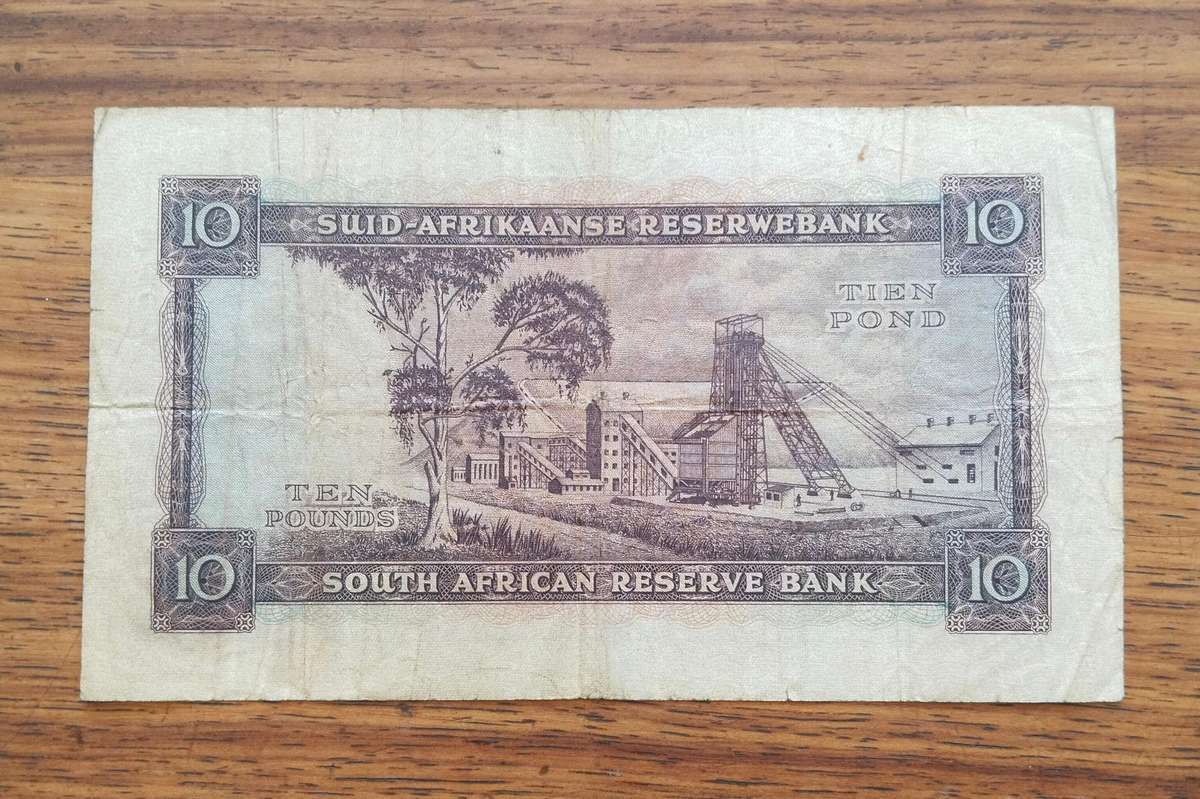 10 SUID-AFRIKAANSE RESERWEBANK 10
TIEN
POND
TEN
POUNDS
10 SOUTH AFRICAN RESERVE BANK 10